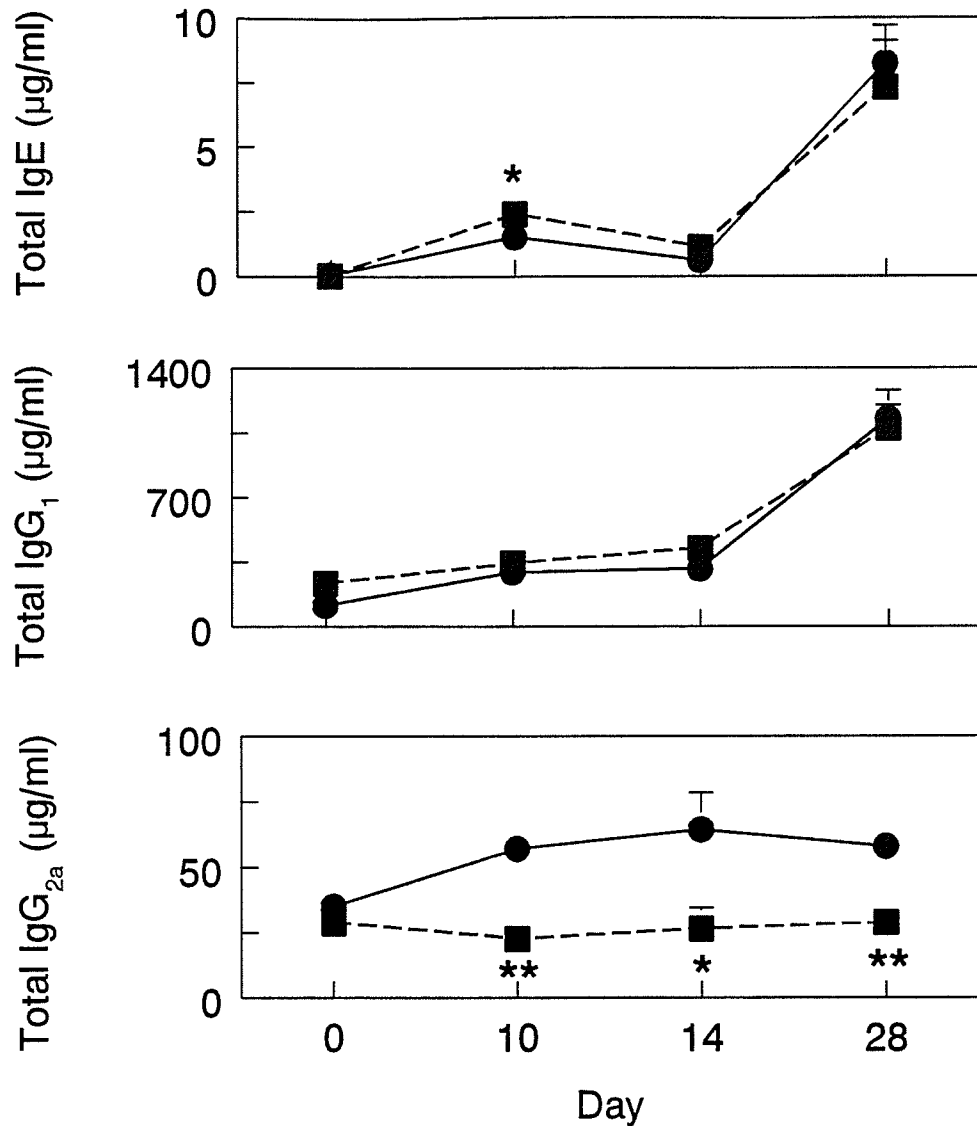 Total IgE (µg/ml)
10
5
0
*
Total IgG1 (µg/ml)
1400
700
0
Total IgG2a (µg/ml)
100
50
0
** * **
0 10 14 28
Day